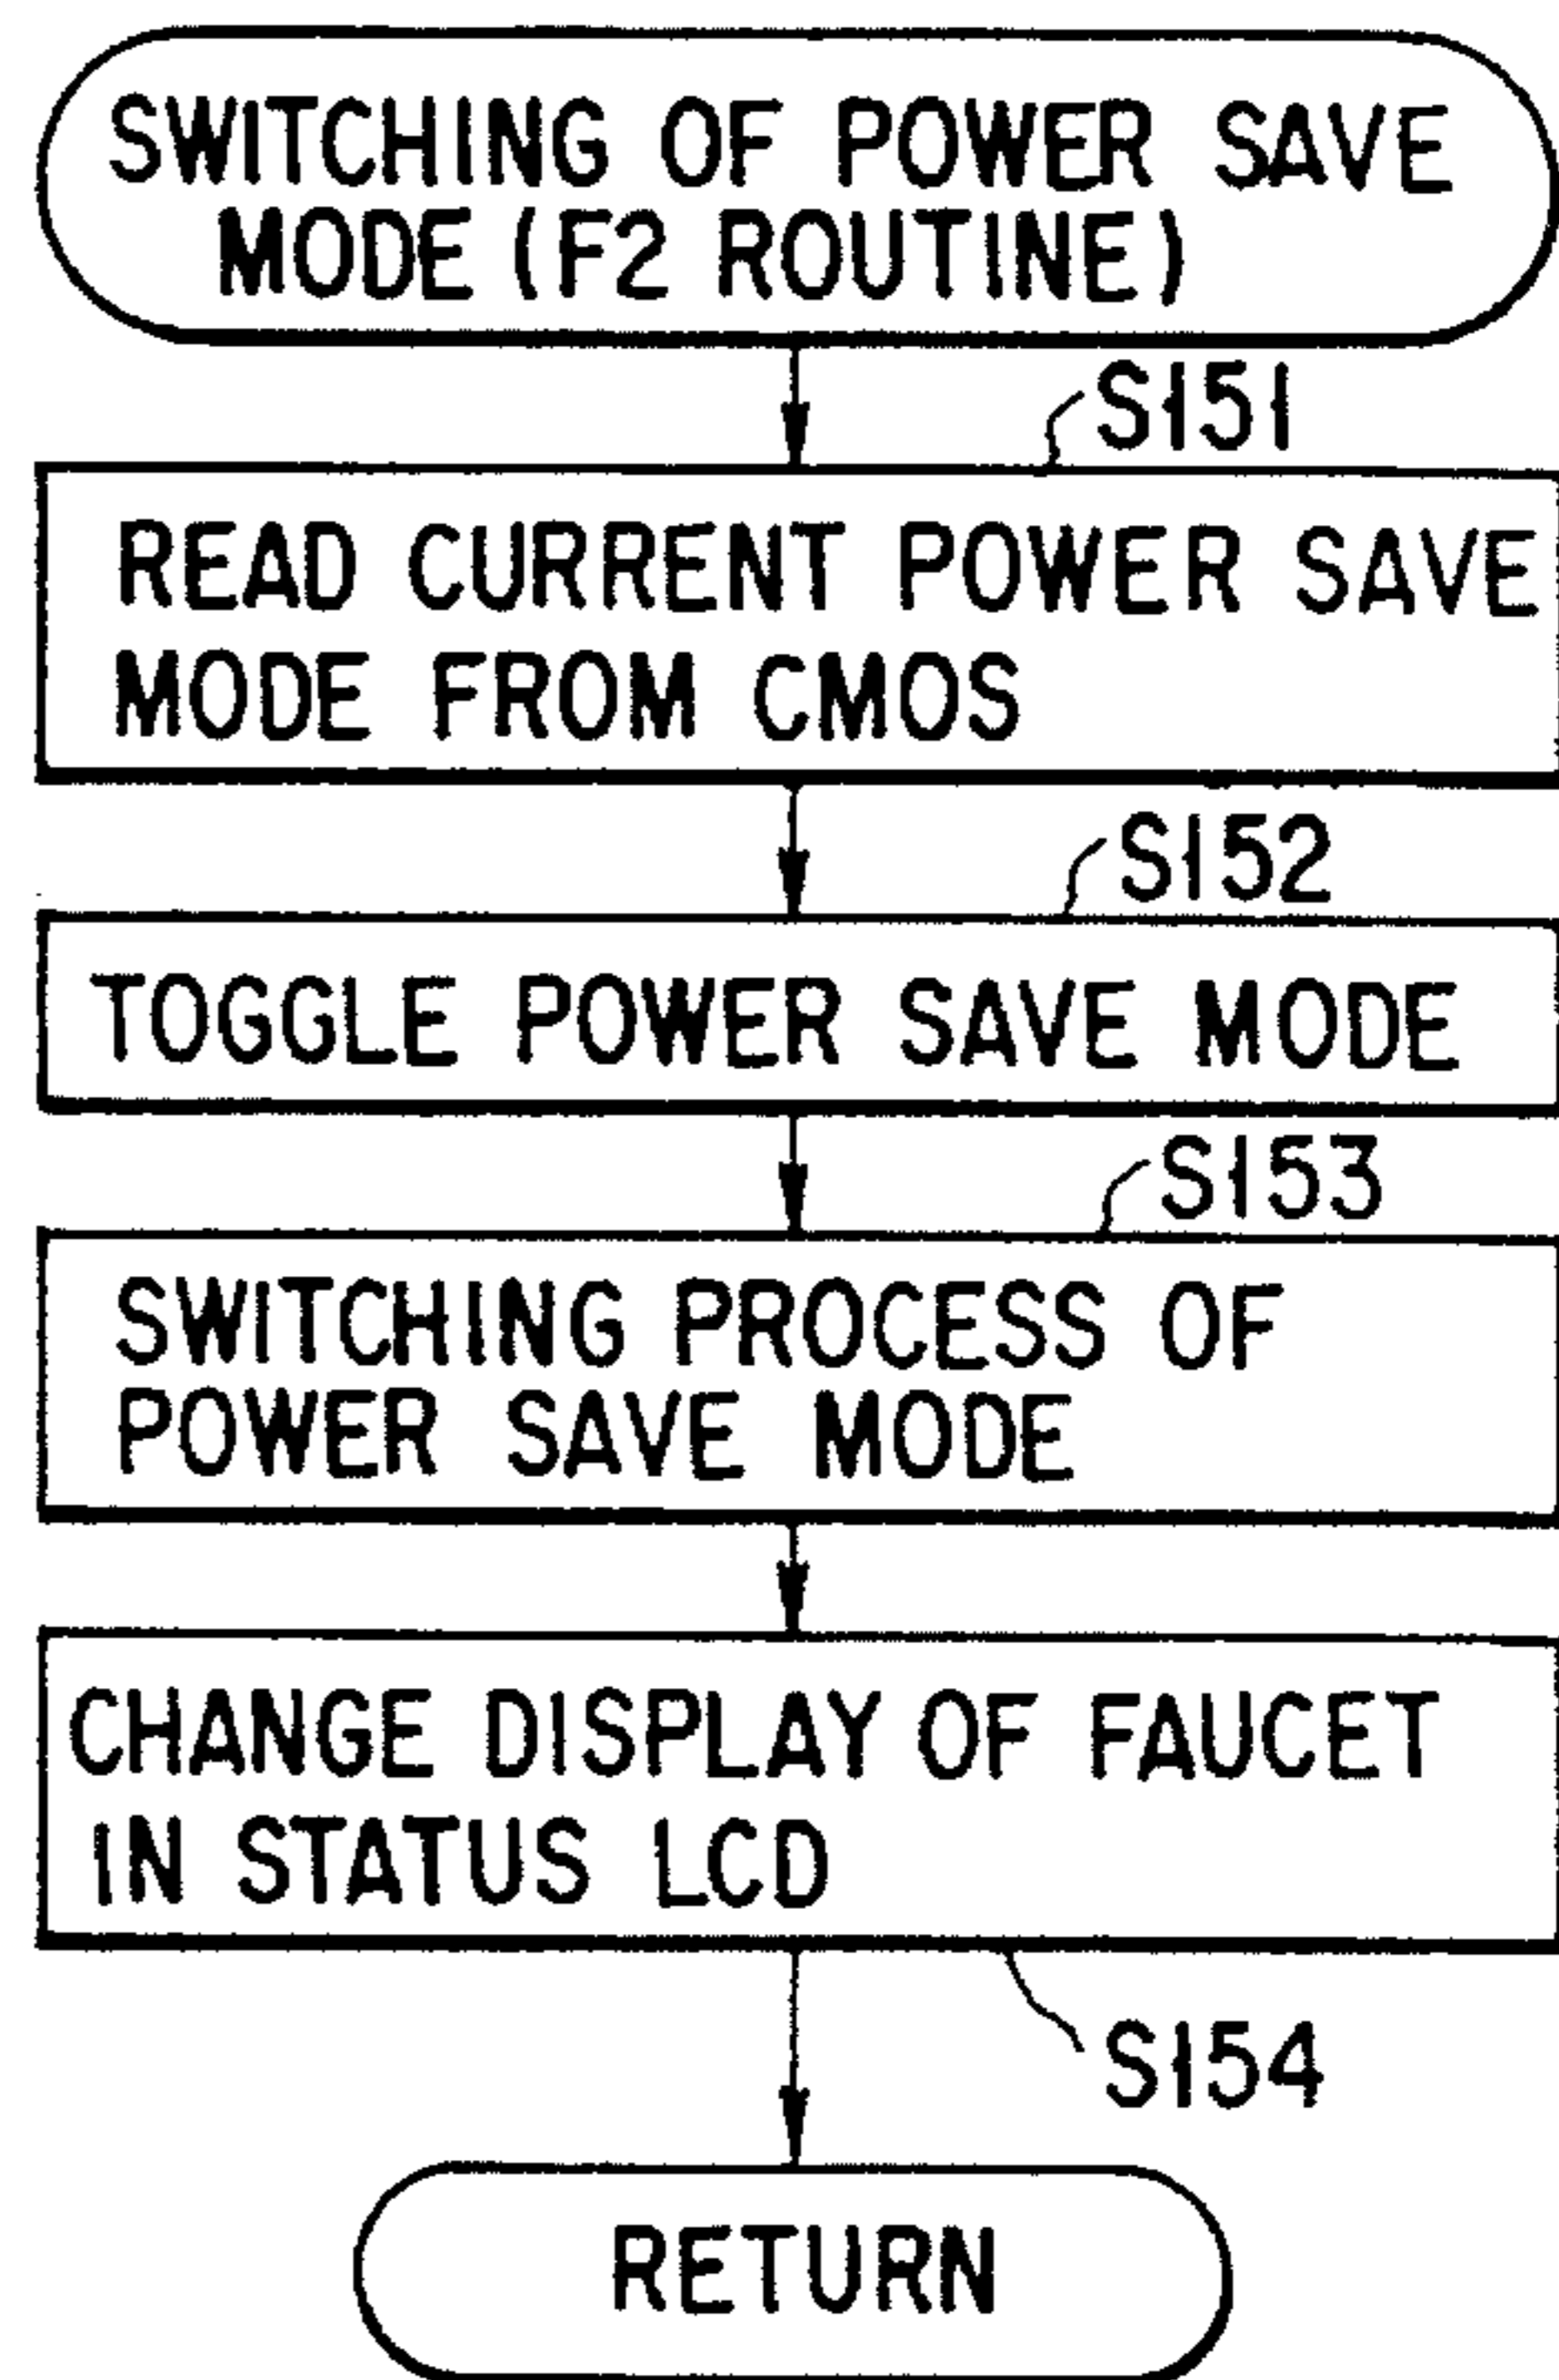 SWITCHING OF POWER SAVE
MODE (F2 ROUTINE)
S151
READ CURRENT POWER SAVE
MODE FROM CMOS
S152
TOGGLE POWER SAVE MODE
S153
SWITCHING PROCESS OF
POWER SAVE MODE
CHANGE DISPLAY OF FAUCET
IN STATUS LCD
S154
RETURN